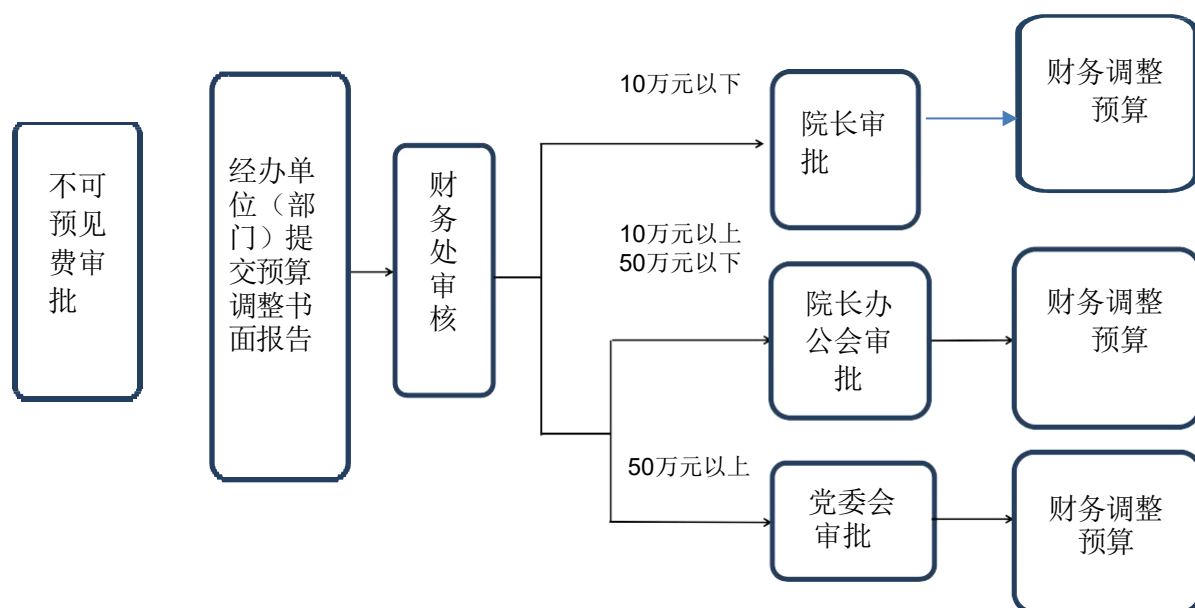 不可
预见
费审
批
经办单
位（部
门）提
交预算
调整书
面报告
财
务
处
审
核
10万元以下
院长审
批
财务调整
预算
10万元以上
50万元以下
院长办
公会审
批
财务调整
预算
50万元以上
党委会
审批
财务调整
预算